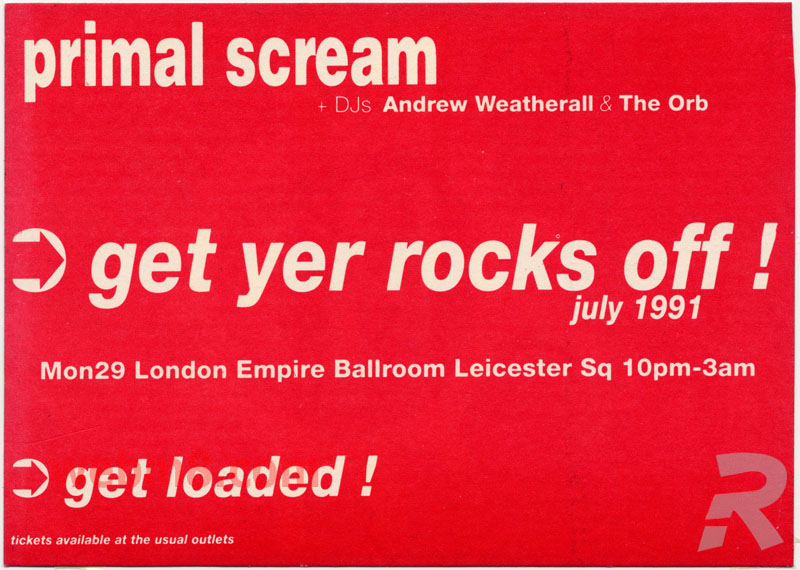 primal scream
+ DJs Andrew Weatherall & The Orb
get yer rocks off !
july 1991
Mon29 London Empire Ballroom Leicester Sq 10pm-3am
get loaded !
tickets available at the usual outlets
R